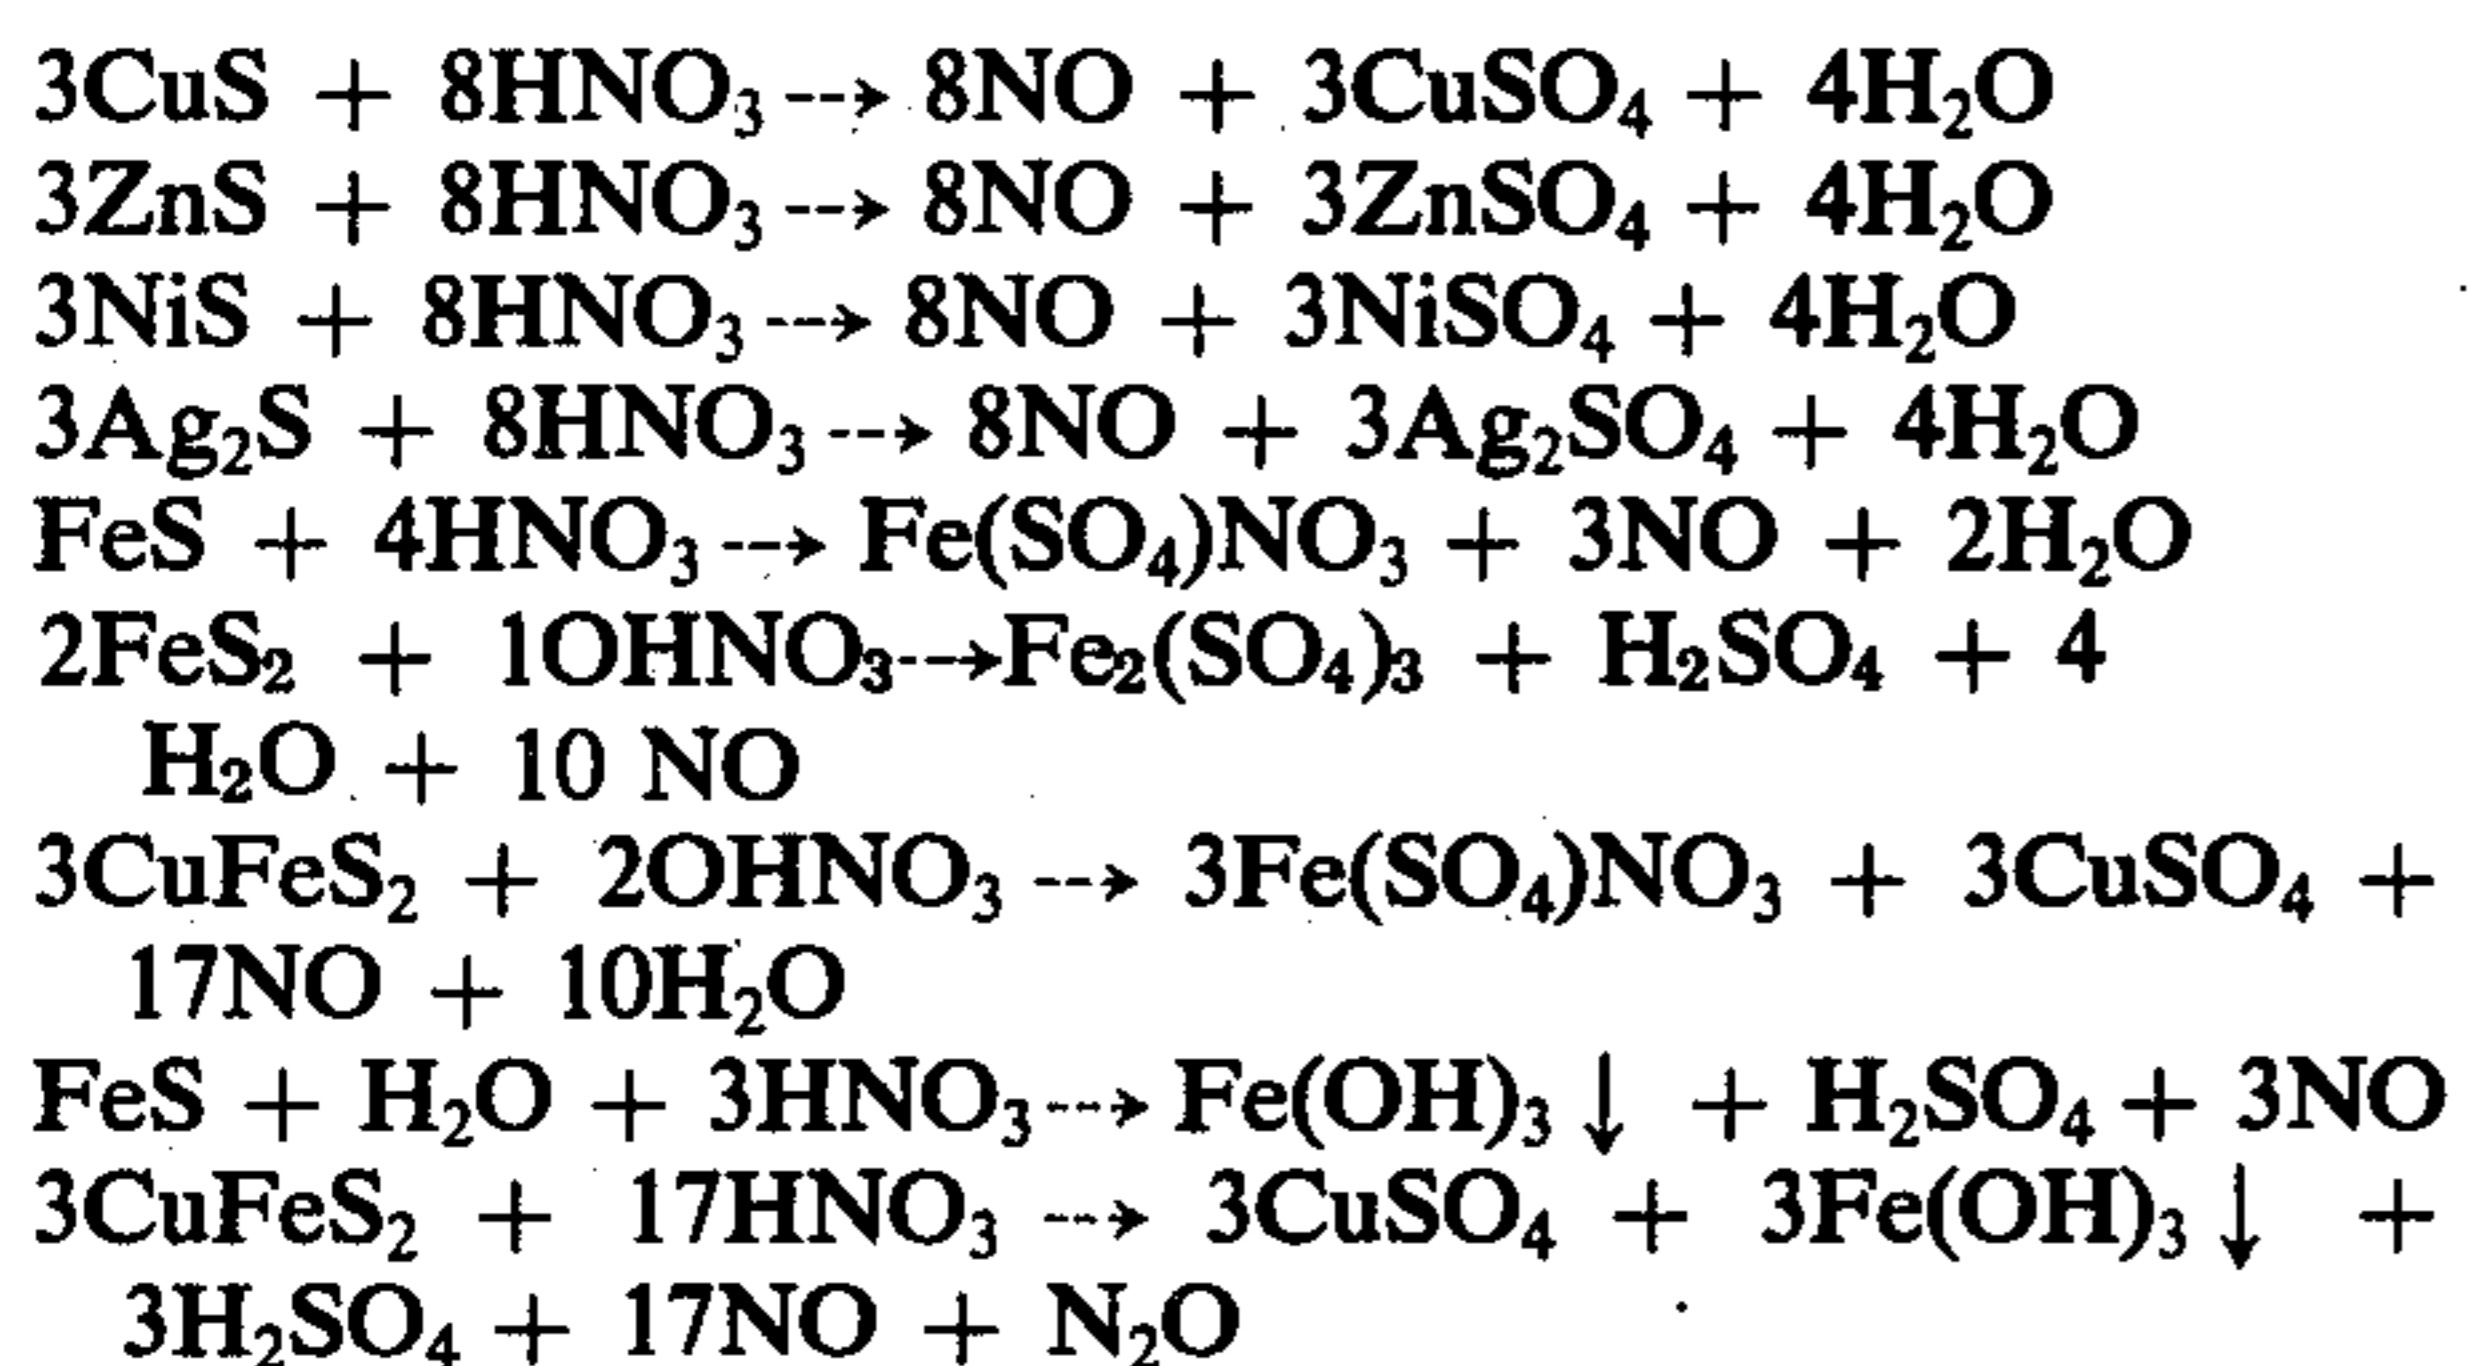 3CuS + 8HNO₃ --→ 8NO + 3CuSO₄ + 4H₂O
3ZnS + 8HNO₃ --→ 8NO + 3ZnSO₄ + 4H₂O
3NiS + 8HNO₃ --→ 8NO + 3NiSO₄ + 4H₂O
3Ag₂S + 8HNO₃ --→ 8NO + 3Ag₂SO₄ + 4H₂O
FeS + 4HNO₃ --→ Fe(SO₄)NO₃ + 3NO + 2H₂O
2FeS₂ + 1OHNO₃--→Fe₂(SO₄)₃ + H₂SO₄ + 4
H₂O + 10 NO
3CuFeS₂ + 2OHNO₃ --→ 3Fe(SO₄)NO₃ + 3CuSO₄ +
17NO + 10H₂O
FeS + H₂O + 3HNO₃--→ Fe(OH)₃↓ + H₂SO₄ + 3NO
3CuFeS₂ + 17HNO₃ --→ 3CuSO₄ + 3Fe(OH)₃↓ +
3H₂SO₄ + 17NO + N₂O